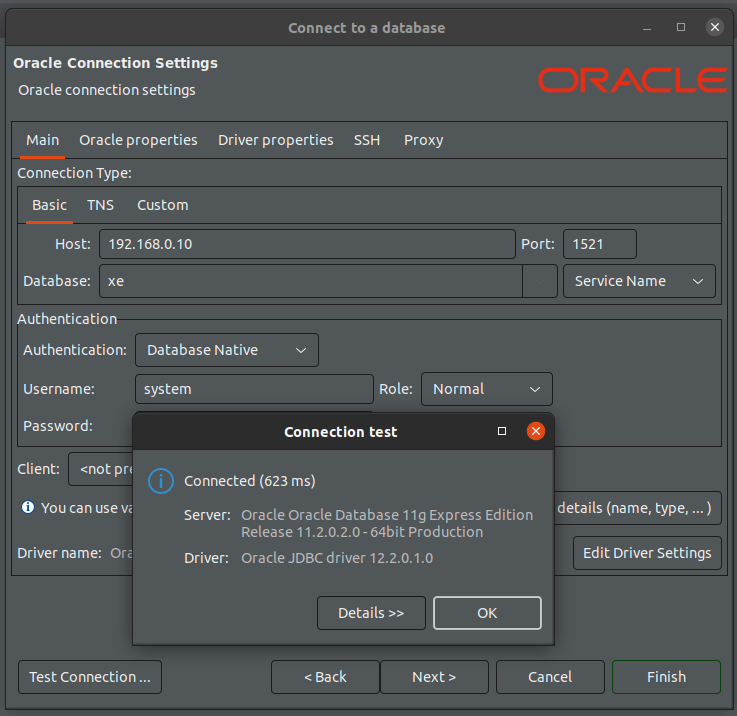 Connect to a database
Oracle Connection Settings
Oracle connection settings
ORACLE
Main Oracle properties Driver properties SSH Proxy
Connection Type:
Basic TNS Custom
Host: 192.168.0.10 Port: 1521
Database: xe Service Name
Authentication
Authentication: Database Native
Username: system Role: Normal
Password:
Connection test
Client: <not pre
Connected (623 ms)
You can use va
details (name, type, ... )
Server: Oracle Oracle Database 11g Express Edition
Release 11.2.0.2.0 - 64bit Production
Driver name: Ora
Driver: Oracle JDBC driver 12.2.0.1.0
Edit Driver Settings
Details >> OK
Test Connection ... < Back Next > Cancel Finish